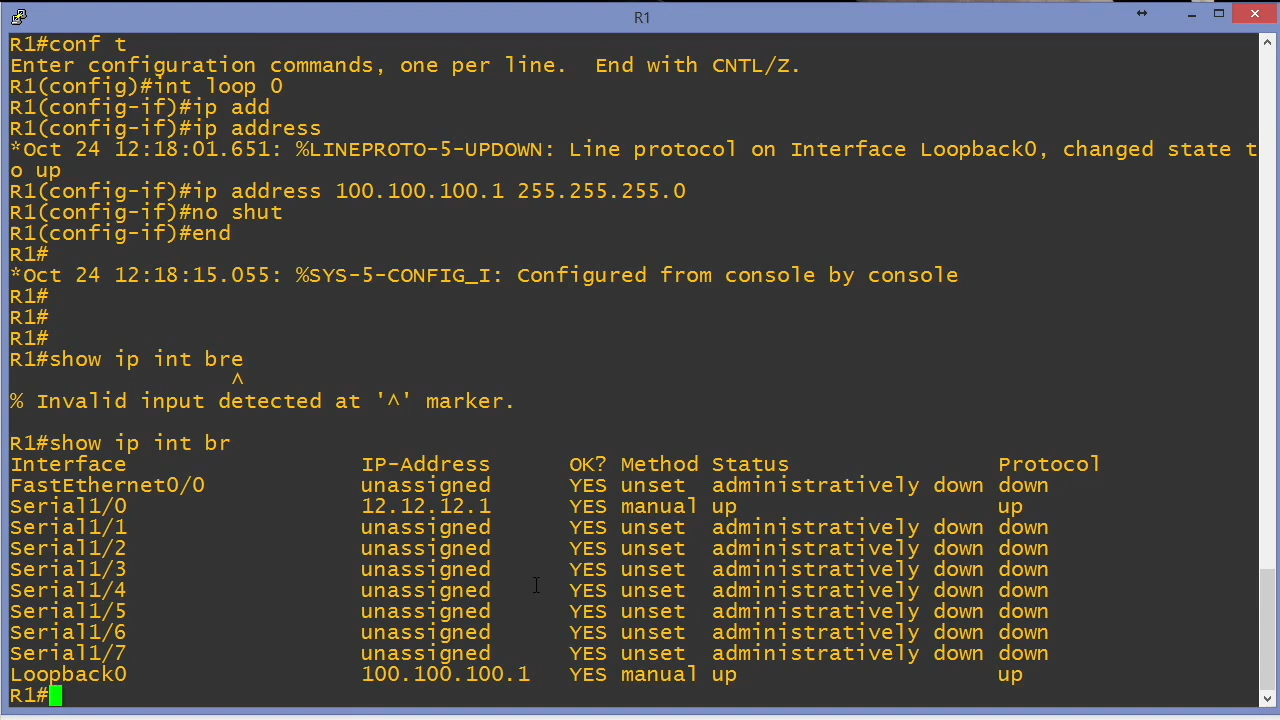 R1
R1#conf t
Enter configuration commands, one per line.  End with CNTL/Z.
R1(config)#int loop 0
R1(config-if)#ip add
R1(config-if)#ip address
*Oct 24 12:18:01.651: %LINEPROTO-5-UPDOWN: Line protocol on Interface Loopback0, changed state t
o up
R1(config-if)#ip address 100.100.100.1 255.255.255.0
R1(config-if)#no shut
R1(config-if)#end
R1#
*Oct 24 12:18:15.055: %SYS-5-CONFIG_I: Configured from console by console
R1#
R1#
R1#
R1#show ip int bre
^
% Invalid input detected at '^' marker.
R1#show ip int br
Interface                  IP-Address      OK? Method Status                Protocol
FastEthernet0/0            unassigned      YES unset  administratively down down
Serial1/0                  12.12.12.1      YES manual up                    up
Serial1/1                  unassigned      YES unset  administratively down down
Serial1/2                  unassigned      YES unset  administratively down down
Serial1/3                  unassigned      YES unset  administratively down down
Serial1/4                  unassigned      YES unset  administratively down down
Serial1/5                  unassigned      YES unset  administratively down down
Serial1/6                  unassigned      YES unset  administratively down down
Serial1/7                  unassigned      YES unset  administratively down down
Loopback0                  100.100.100.1   YES manual up                    up
R1#